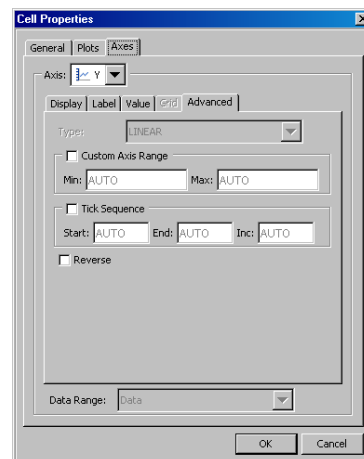 Cell Properties
General Plots Axes
Axis: Y
Display Label Value Grid Advanced
Type: LINEAR
Custom Axis Range
Min: AUTO Max: AUTO
Tick Sequence
Start: AUTO End: AUTO Inc: AUTO
Reverse
Data Range: Data
OK Cancel